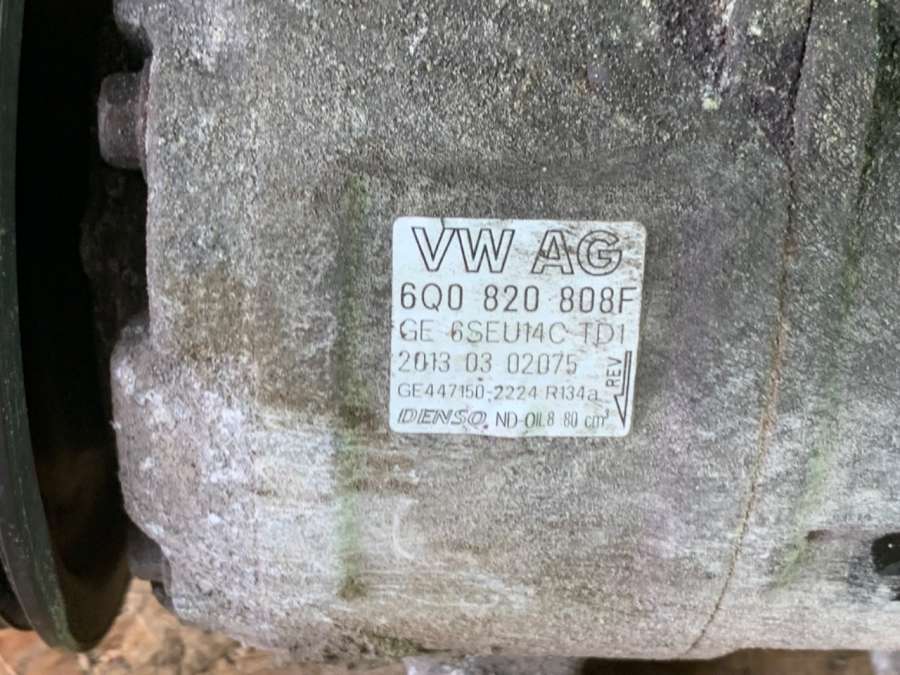 VW AG
6Q0 820 808F
GE 6SEU14C TD1
2013 03 02075
REV
GE447150-2224 R134a
DENSO ND-OIL8 80 cm³